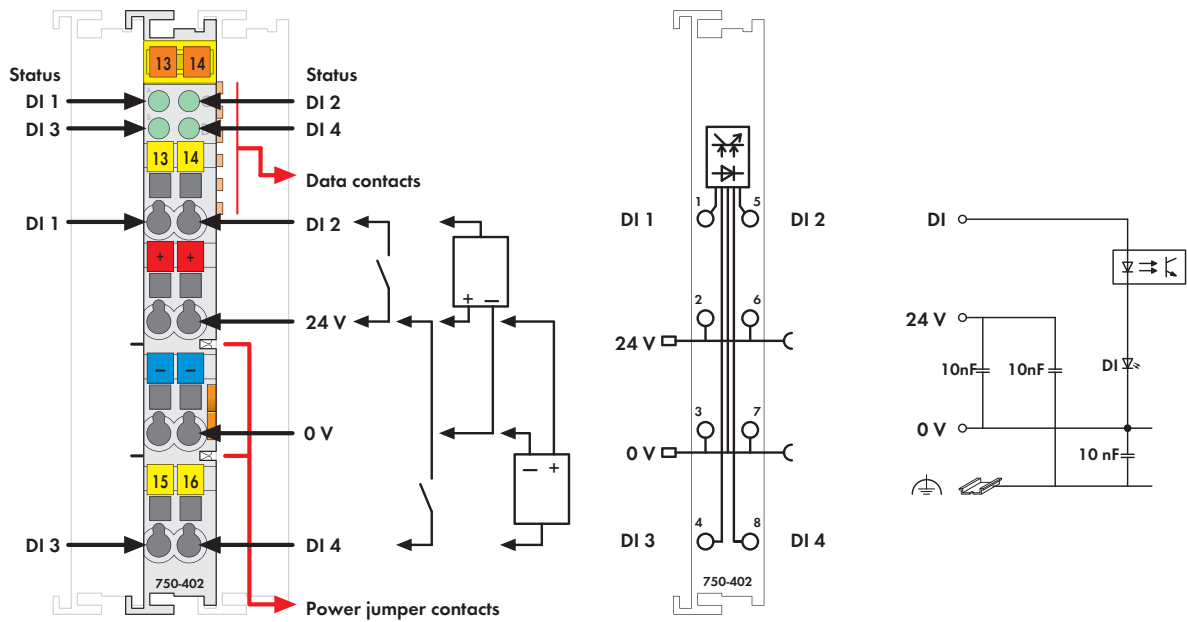 13 14
Status
Status
A
C
DI 1
DI 2
B
DI 3
DI 4
13 14
Data contacts
DI 1
DI 2
+ +
+ −
24 V
− −
0 V
− +
15 16
DI 3
DI 4
750-402
Power jumper contacts
1 5
DI 1
DI 2
2 6
24 V
3 7
0 V
4 8
DI 3
DI 4
750-402
DI
24 V
10nF
10nF
DI
0 V
10 nF